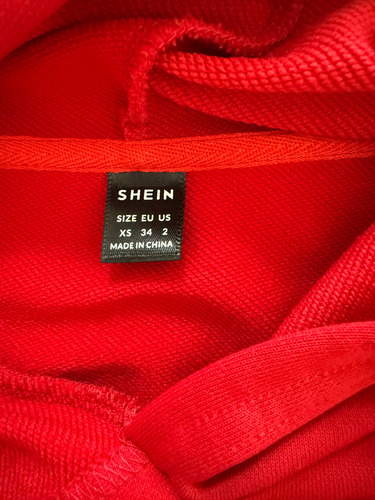 SHEIN
SIZE EU US
XS 34 2
MADE IN CHINA